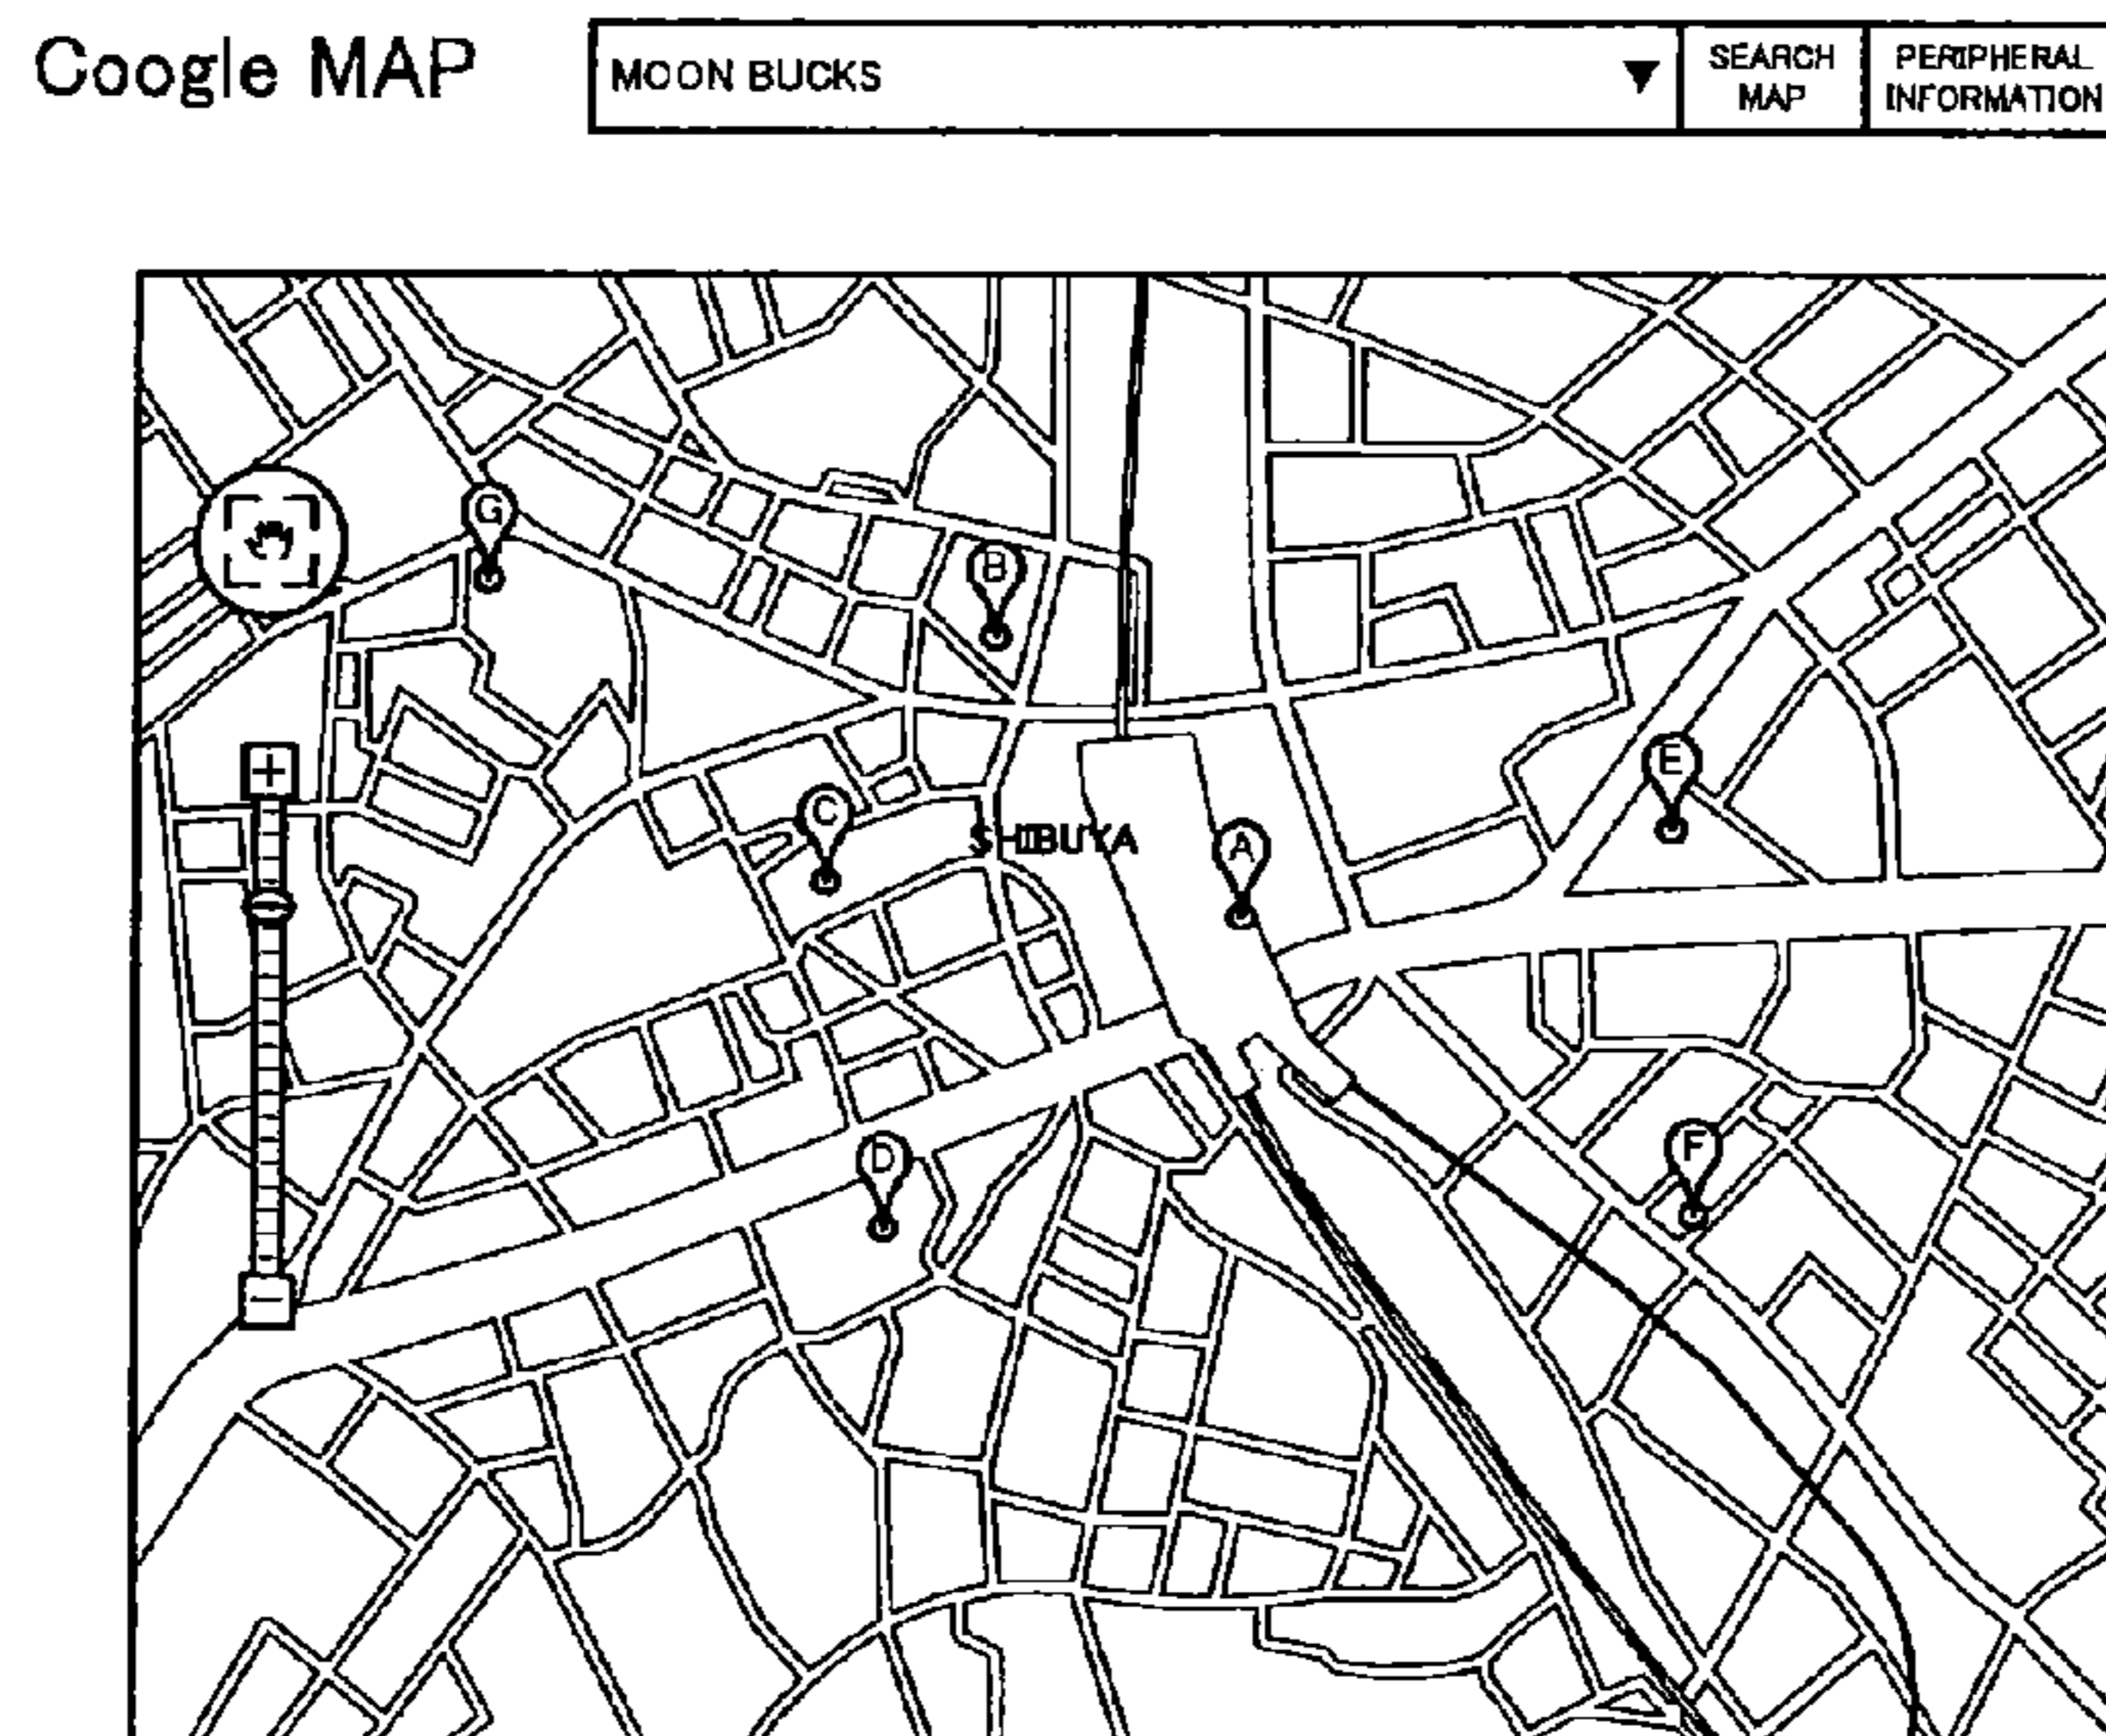 Coogle MAP
MOON BUCKS ▼
SEARCH
MAP
PERIPHERAL
INFORMATION
G
B
E
C
SHIBUYA
A
+
D
F
−